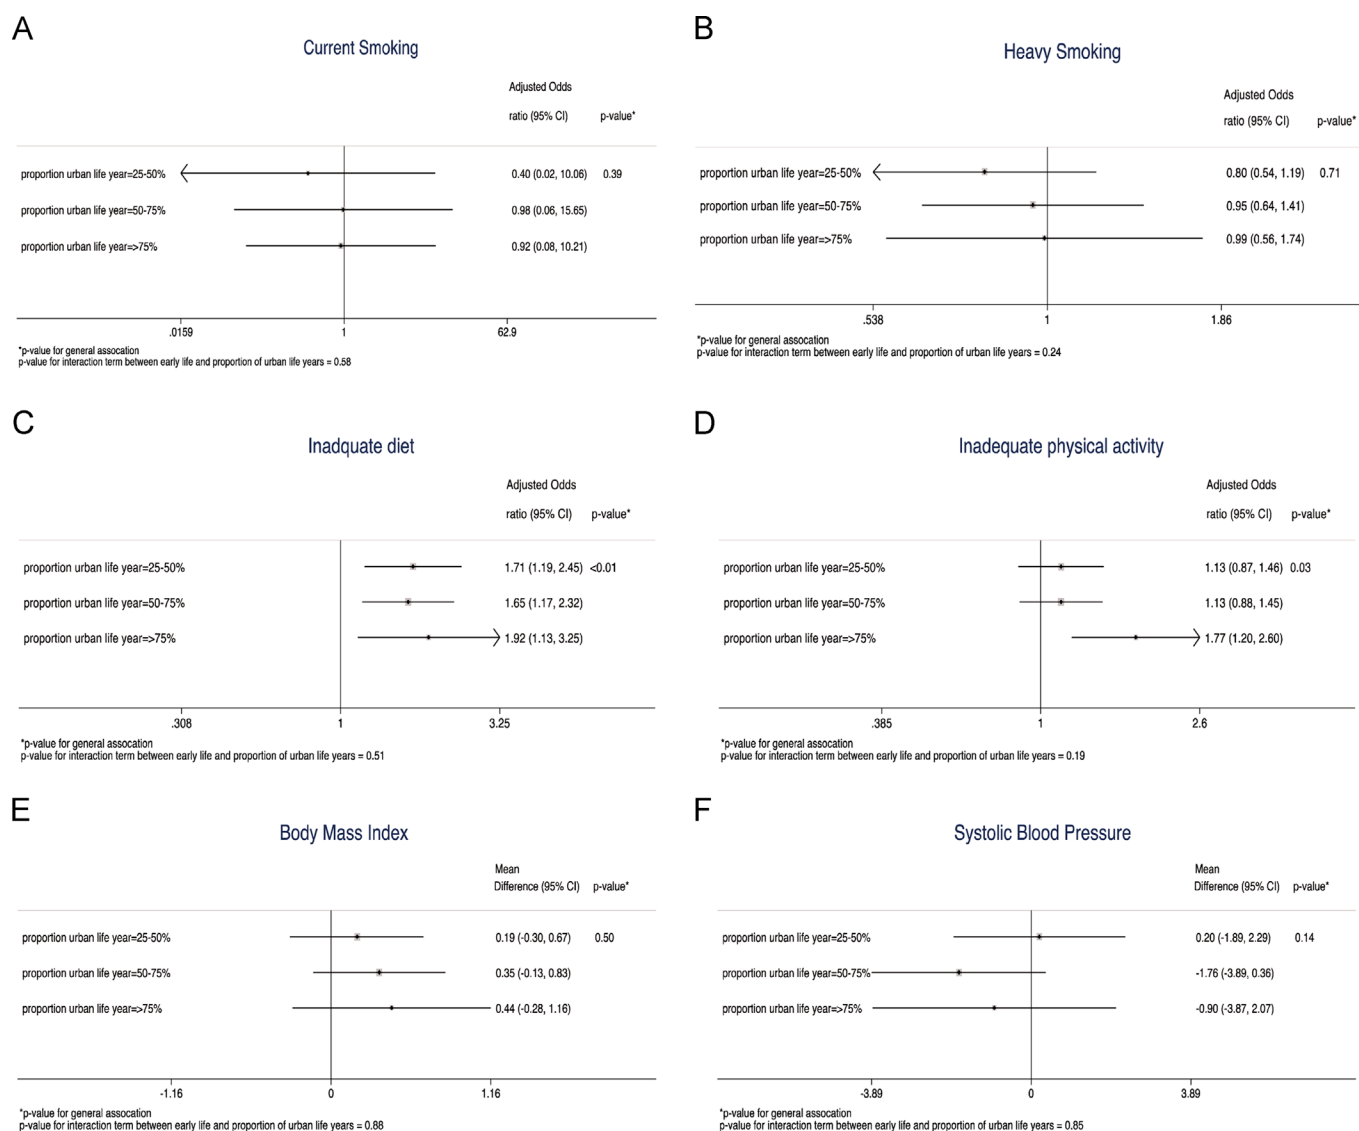 A
Current Smoking
Adjusted Odds
ratio (95% CI) p-value*
proportion urban life year=25-50% 0.40 (0.02, 10.06) 0.39
proportion urban life year=50-75% 0.98 (0.06, 15.65)
proportion urban life year=>75% 0.92 (0.08, 10.21)
.0159 1 62.9
*p-value for general assocation
p-value for interaction term between early life and proportion of urban life years = 0.58
B
Heavy Smoking
Adjusted Odds
ratio (95% CI) p-value*
proportion urban life year=25-50% 0.80 (0.54, 1.19) 0.71
proportion urban life year=50-75% 0.95 (0.64, 1.41)
proportion urban life year=>75% 0.99 (0.56, 1.74)
.538 1 1.86
*p-value for general assocation
p-value for interaction term between early life and proportion of urban life years = 0.24
C
Inadquate diet
Adjusted Odds
ratio (95% CI) p-value*
proportion urban life year=25-50% 1.71 (1.19, 2.45) <0.01
proportion urban life year=50-75% 1.65 (1.17, 2.32)
proportion urban life year=>75% 1.92 (1.13, 3.25)
.308 1 3.25
*p-value for general assocation
p-value for interaction term between early life and proportion of urban life years = 0.51
D
Inadequate physical activity
Adjusted Odds
ratio (95% CI) p-value*
proportion urban life year=25-50% 1.13 (0.87, 1.46) 0.03
proportion urban life year=50-75% 1.13 (0.88, 1.45)
proportion urban life year=>75% 1.77 (1.20, 2.60)
.385 1 2.6
*p-value for general assocation
p-value for interaction term between early life and proportion of urban life years = 0.19
E
Body Mass Index
Mean
Difference (95% CI) p-value*
proportion urban life year=25-50% 0.19 (-0.30, 0.67) 0.50
proportion urban life year=50-75% 0.35 (-0.13, 0.83)
proportion urban life year=>75% 0.44 (-0.28, 1.16)
-1.16 0 1.16
*p-value for general assocation
p-value for interaction term between early life and proportion of urban life years = 0.88
F
Systolic Blood Pressure
Mean
Difference (95% CI) p-value*
proportion urban life year=25-50% 0.20 (-1.89, 2.29) 0.14
proportion urban life year=50-75% -1.76 (-3.89, 0.36)
proportion urban life year=>75% -0.90 (-3.87, 2.07)
-3.89 0 3.89
*p-value for general assocation
p-value for interaction term between early life and proportion of urban life years = 0.85